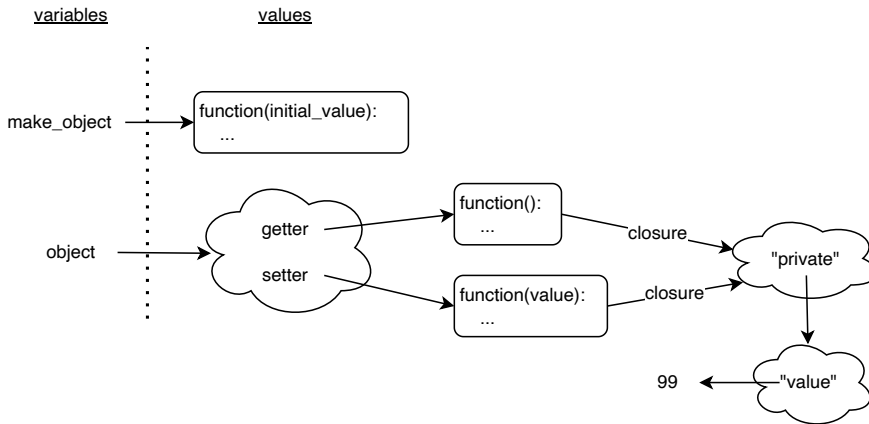 variables
values
make_object
function(initial_value):
...
object
getter
setter
function():
...
function(value):
...
closure
closure
"private"
"value"
99